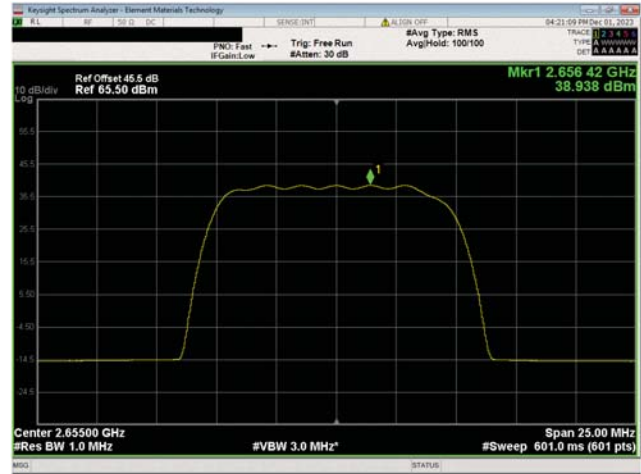 Keysight Spectrum Analyzer - Element Materials Technology
RL RF 50 Ω DC SENSE:INT ALIGN OFF 04:21:09 PM Dec 01, 2023
PNO: Fast Trig: Free Run #Avg Type: RMS TRACE 1 2 3 4 5 6
IFGain:Low #Atten: 30 dB Avg|Hold: 100/100 TYPE A WWWWW
DET A A A A A A
Mkr1 2.656 42 GHz
38.938 dBm
Ref Offset 45.5 dB
10 dB/div Ref 65.50 dBm
Log
55.5
45.5
1
35.5
25.5
15.5
5.50
-4.50
-14.5
-24.5
Center 2.65500 GHz Span 25.00 MHz
#Res BW 1.0 MHz #VBW 3.0 MHz* #Sweep 601.0 ms (601 pts)
MSG STATUS